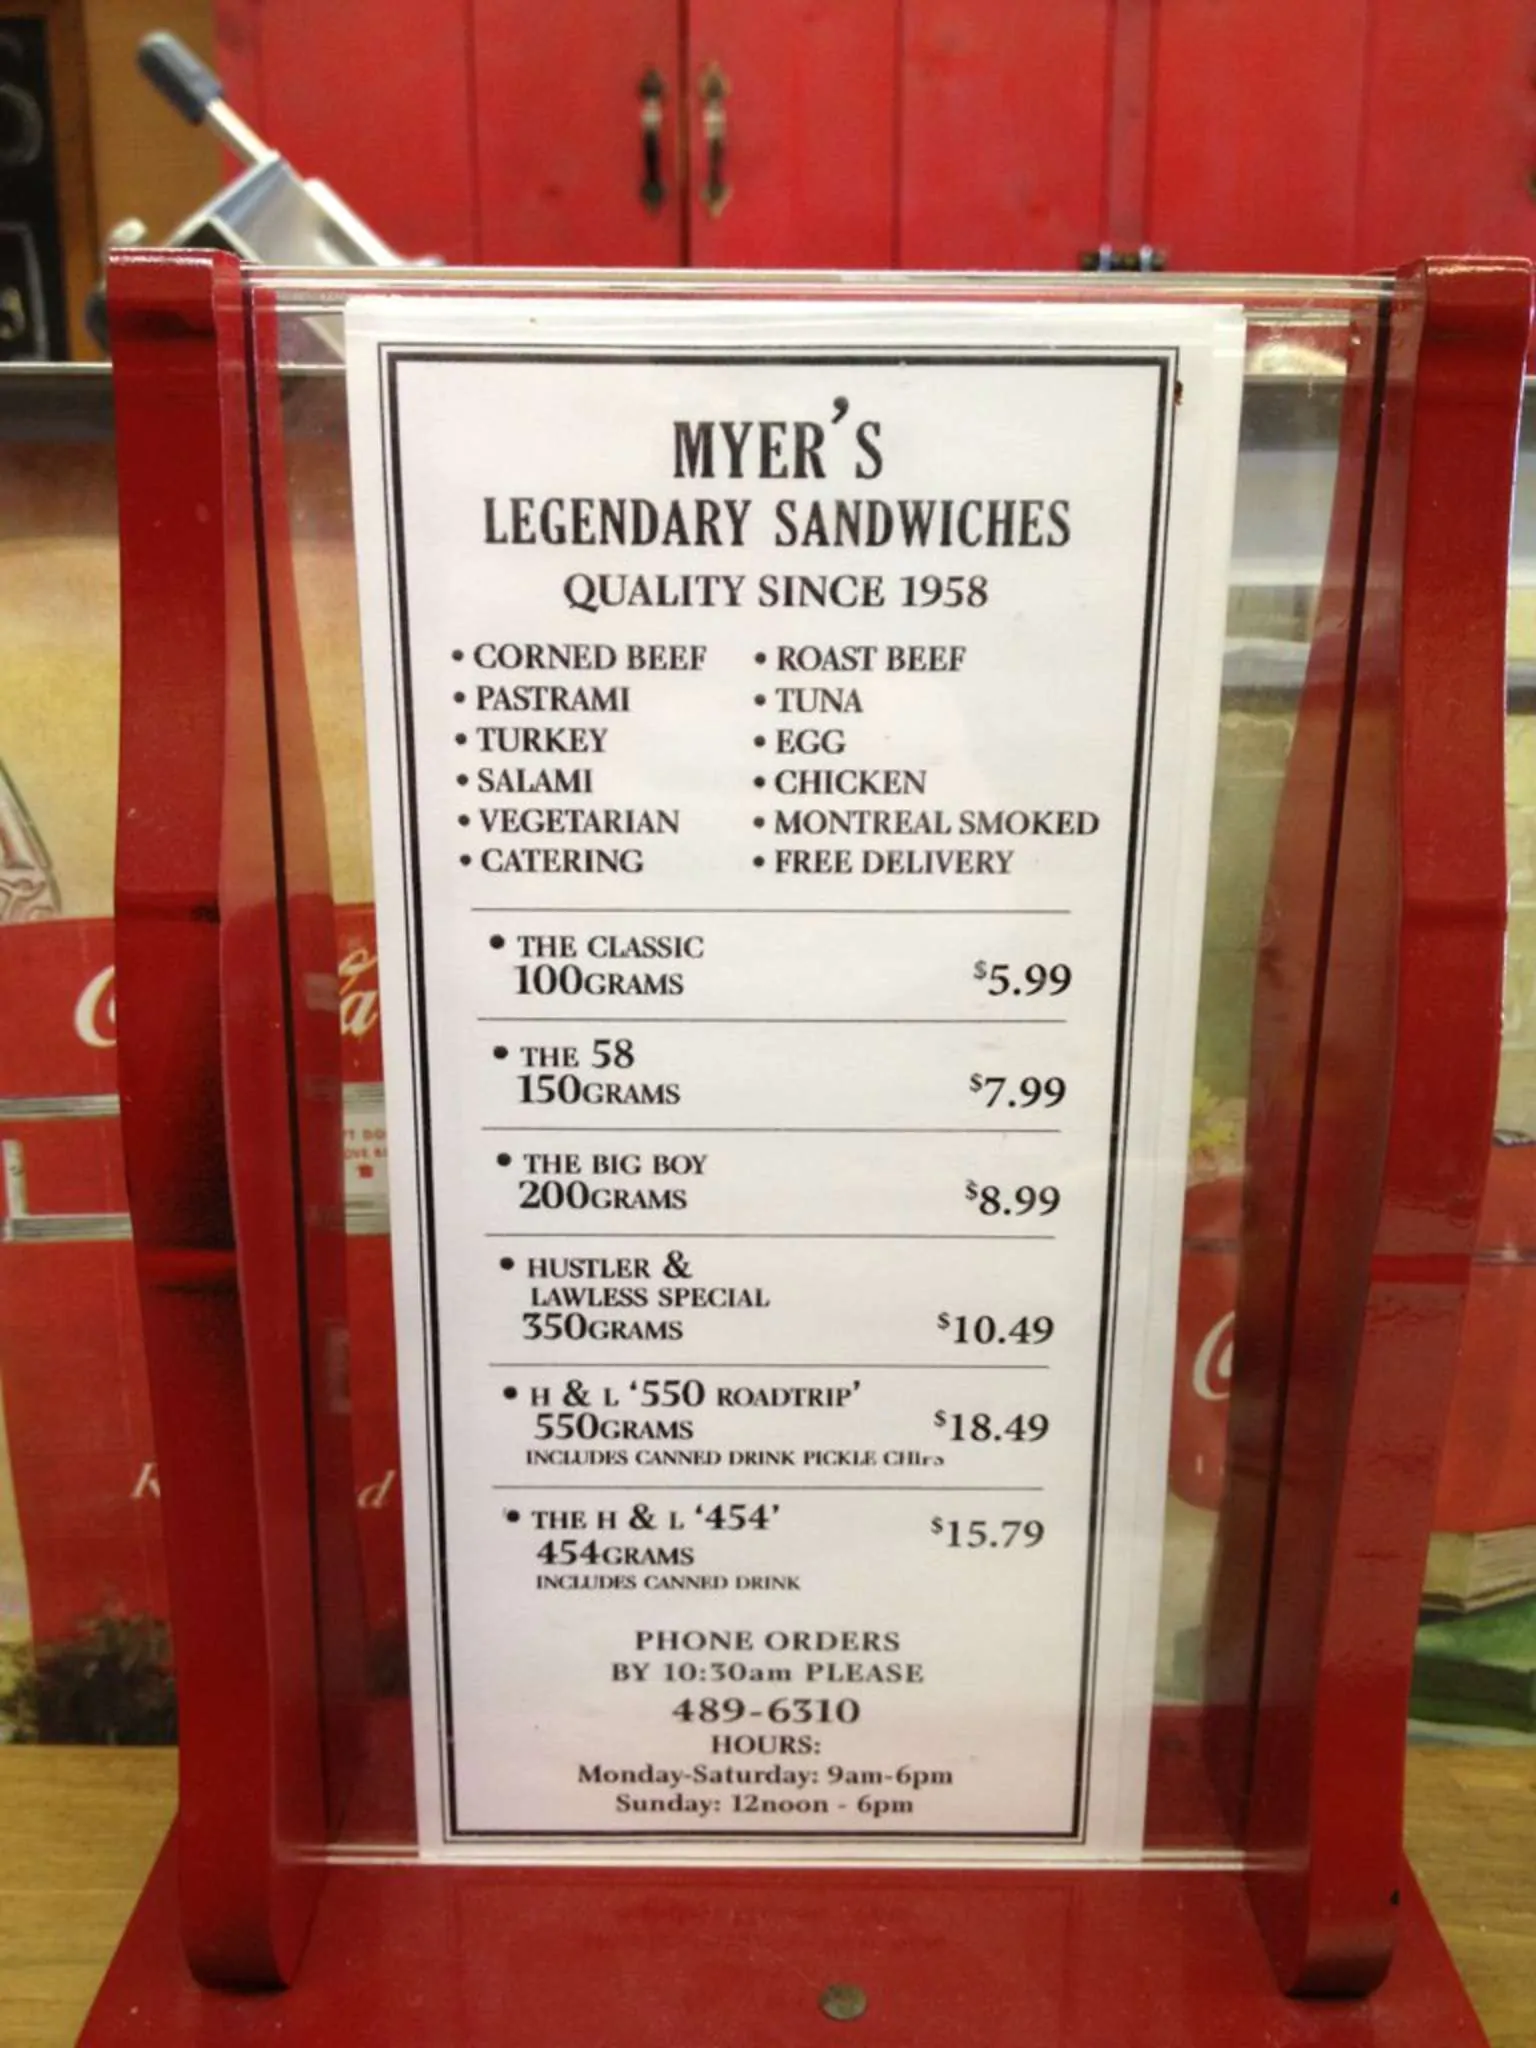 MYER'S
LEGENDARY SANDWICHES
QUALITY SINCE 1958
• CORNED BEEF • ROAST BEEF
• PASTRAMI • TUNA
• TURKEY • EGG
• SALAMI • CHICKEN
• VEGETARIAN • MONTREAL SMOKED
• CATERING • FREE DELIVERY
• THE CLASSIC
100GRAMS $5.99
• THE 58
150GRAMS $7.99
• THE BIG BOY
200GRAMS $8.99
• HUSTLER &
LAWLESS SPECIAL
350GRAMS $10.49
• H & L '550 ROADTRIP'
550GRAMS $18.49
INCLUDES CANNED DRINK PICKLE CHIPS
• THE H & L '454' $15.79
454GRAMS
INCLUDES CANNED DRINK
PHONE ORDERS
BY 10:30am PLEASE
489-6310
HOURS:
Monday-Saturday: 9am-6pm
Sunday: 12noon - 6pm